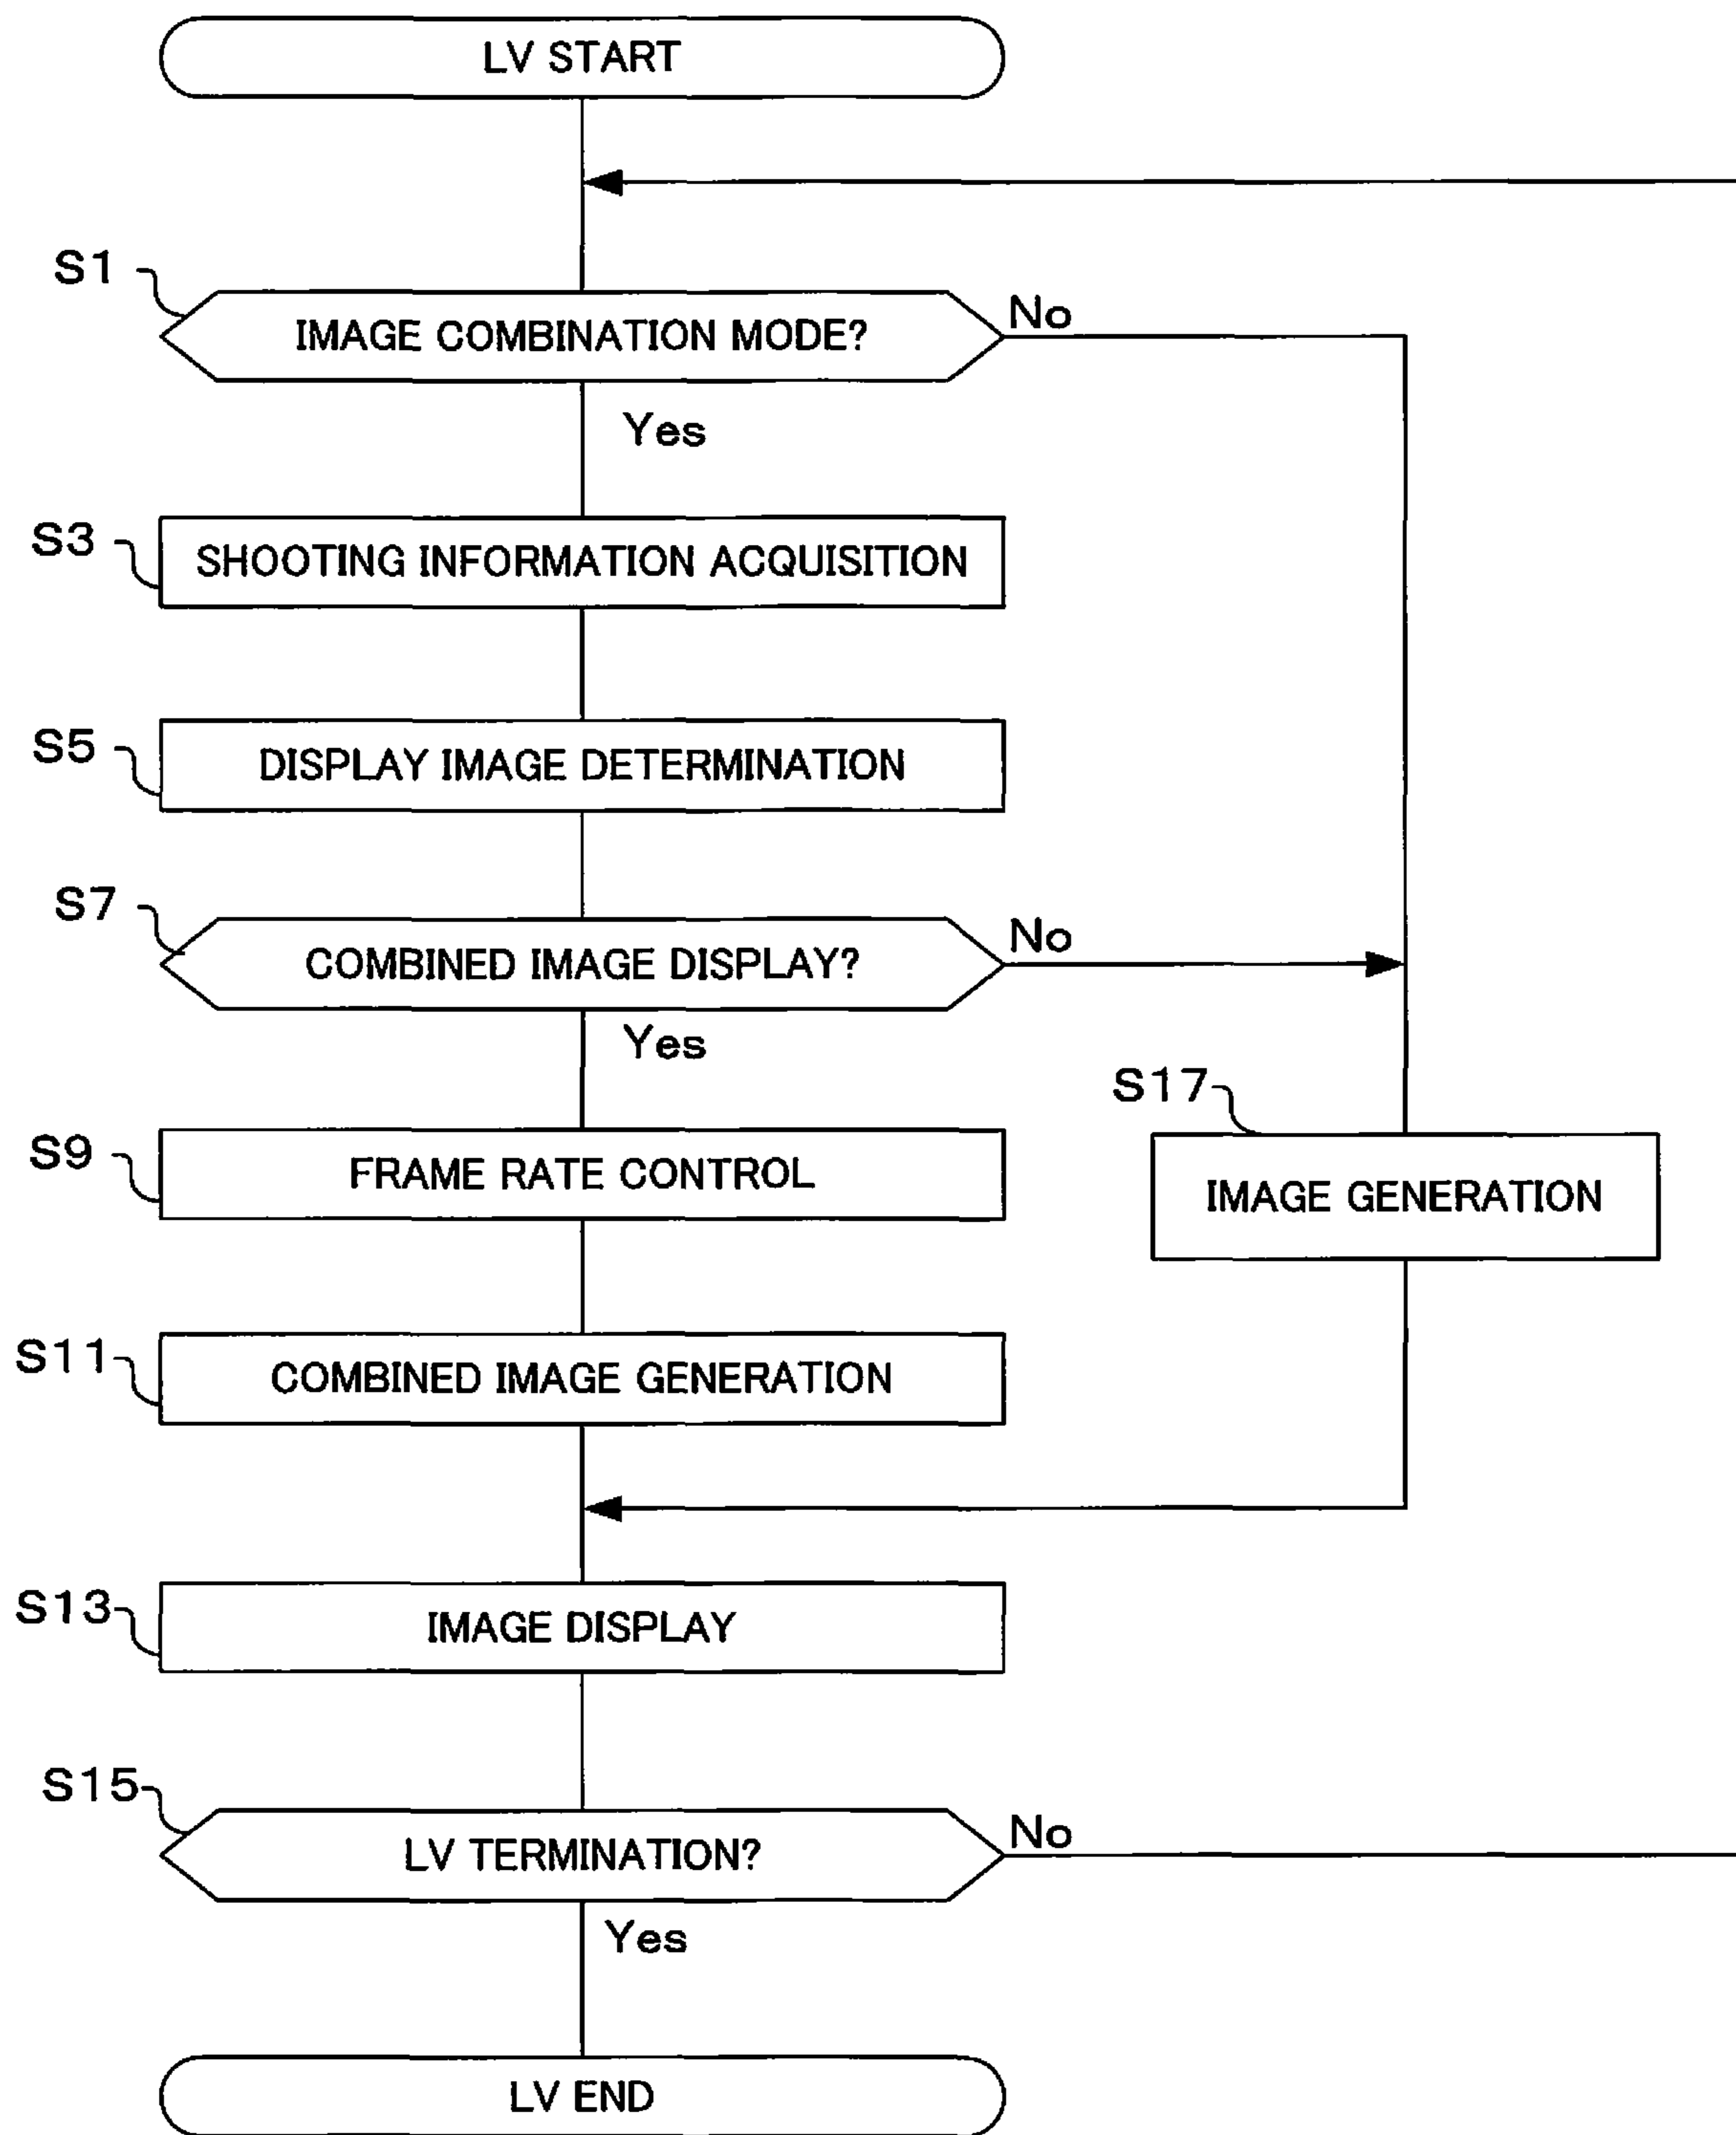 LV START
S1
IMAGE COMBINATION MODE?
No
Yes
S3
SHOOTING INFORMATION ACQUISITION
S5
DISPLAY IMAGE DETERMINATION
S7
COMBINED IMAGE DISPLAY?
No
Yes
S9
FRAME RATE CONTROL
S17
IMAGE GENERATION
S11
COMBINED IMAGE GENERATION
S13
IMAGE DISPLAY
S15
LV TERMINATION?
No
Yes
LV END